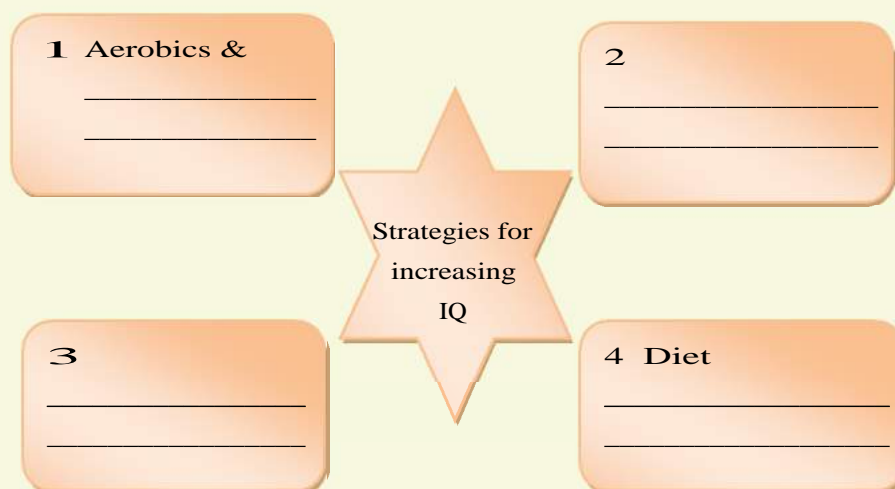 1 Aerobics &
2
Strategies for
increasing
IQ
3
4 Diet